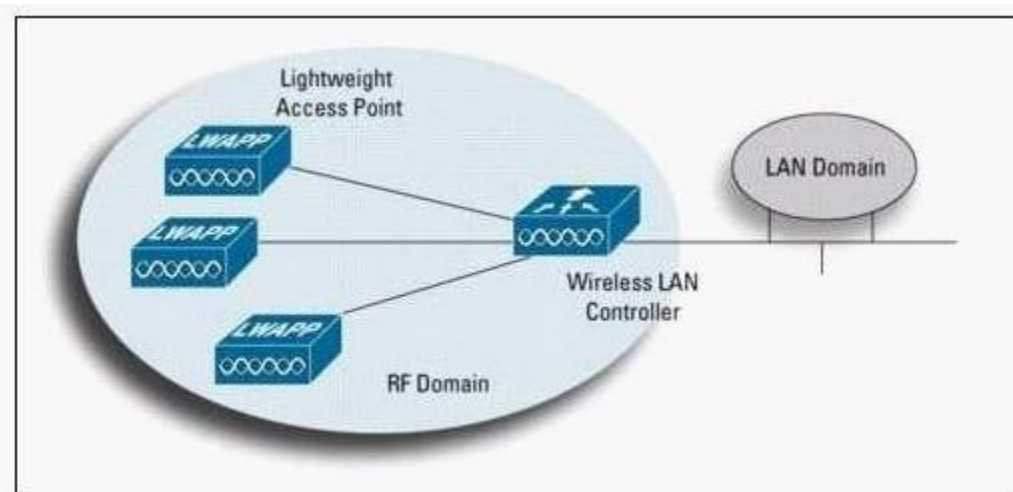 Lightweight
Access Point
LWAPP
LWAPP
LWAPP
LAN Domain
Wireless LAN
Controller
RF Domain